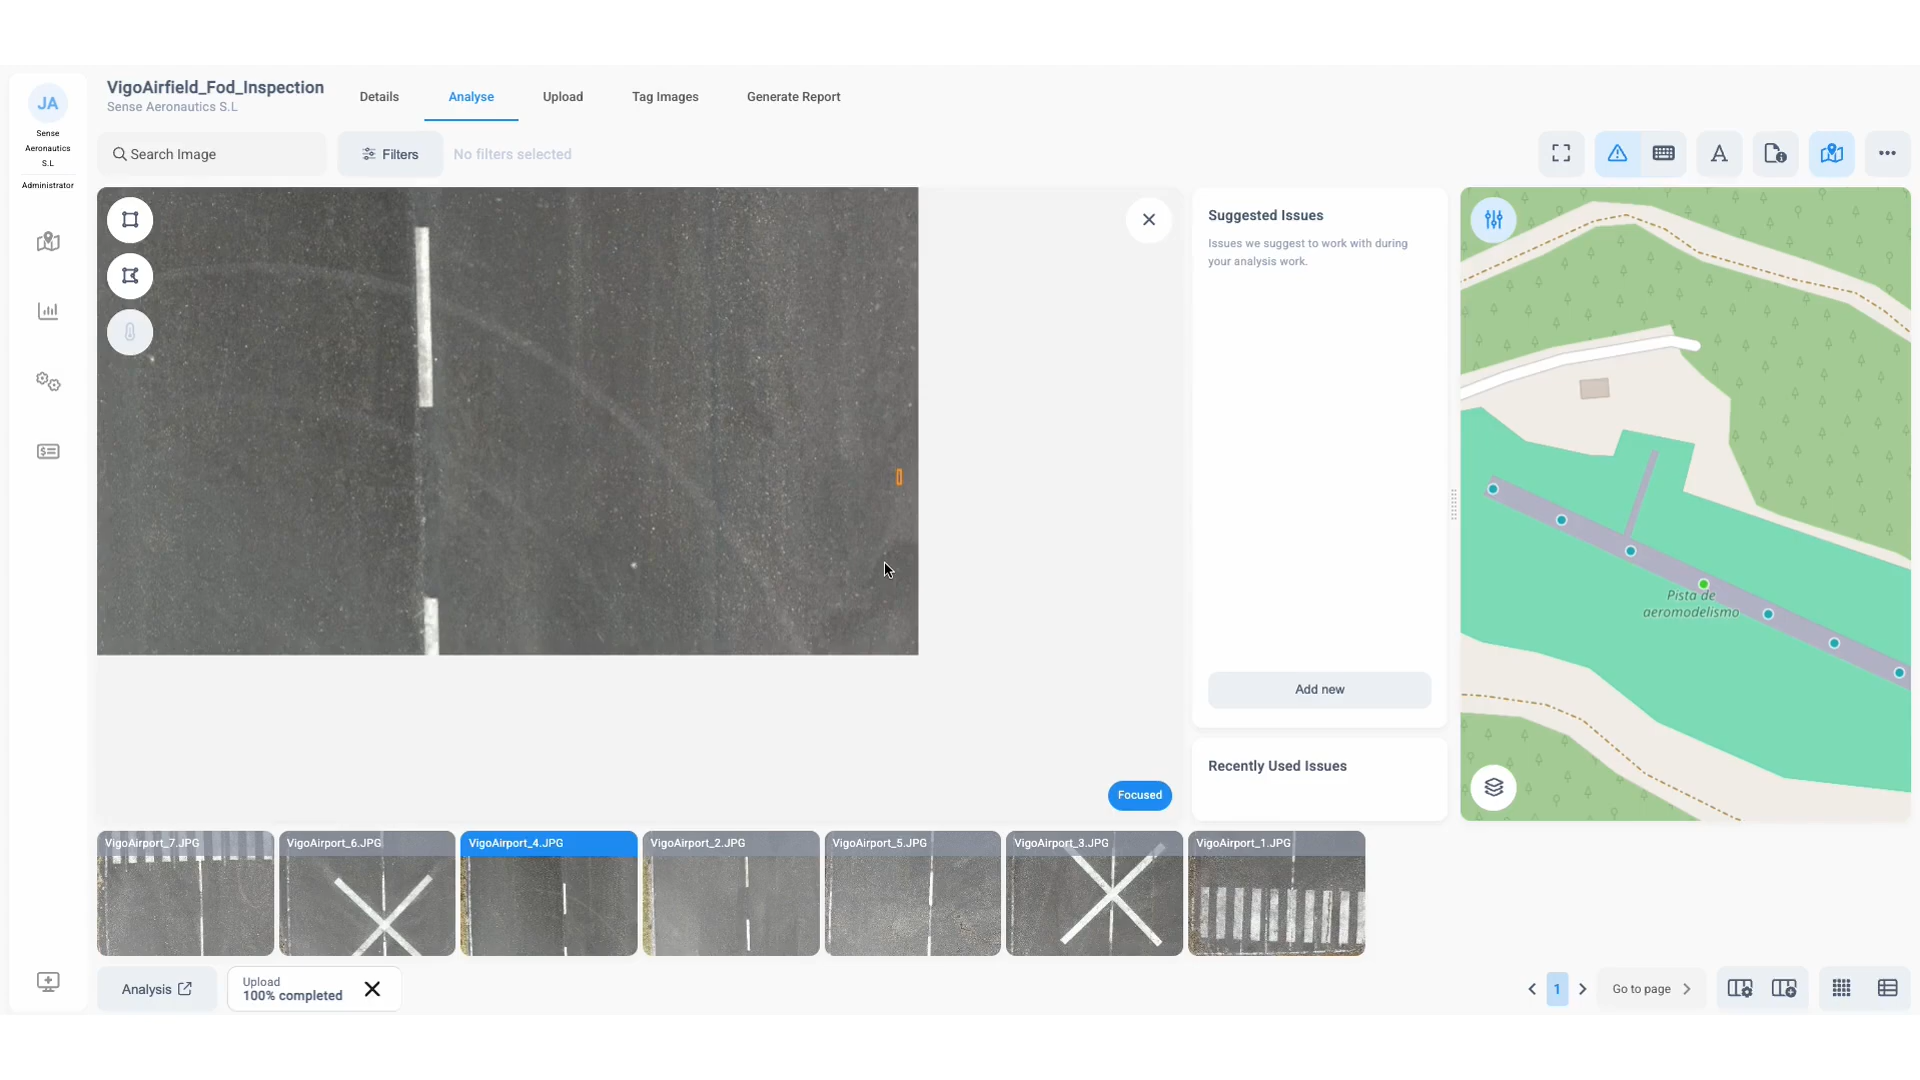 JA
Sense
Aeronautics
S.L
Administrator
VigoAirfield_Fod_Inspection
Sense Aeronautics S.L
Details
Analyse
Upload
Tag Images
Generate Report
Search Image
Filters
No filters selected
A
Suggested Issues
Issues we suggest to work with during
your analysis work.
Add new
Recently Used Issues
Focused
Pista de
aeromodelismo
VigoAirport_7.JPG
VigoAirport_6.JPG
VigoAirport_4.JPG
VigoAirport_2.JPG
VigoAirport_5.JPG
VigoAirport_3.JPG
VigoAirport_1.JPG
Analysis
Upload
100% completed
1
Go to page